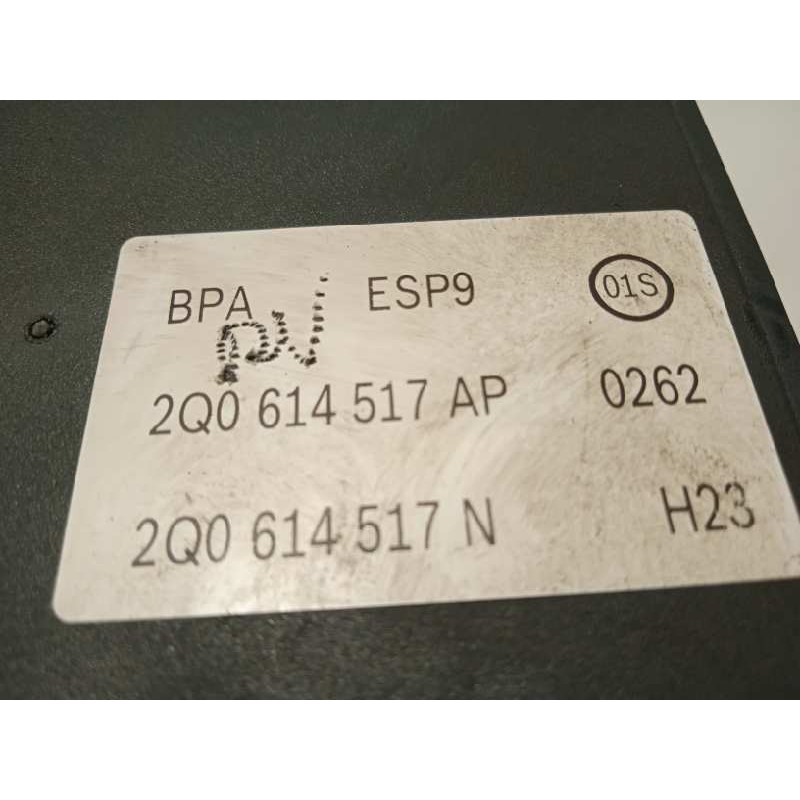 BPA ESP9 01S
2Q0 614 517 AP 0262
2Q0 614 517 N H23